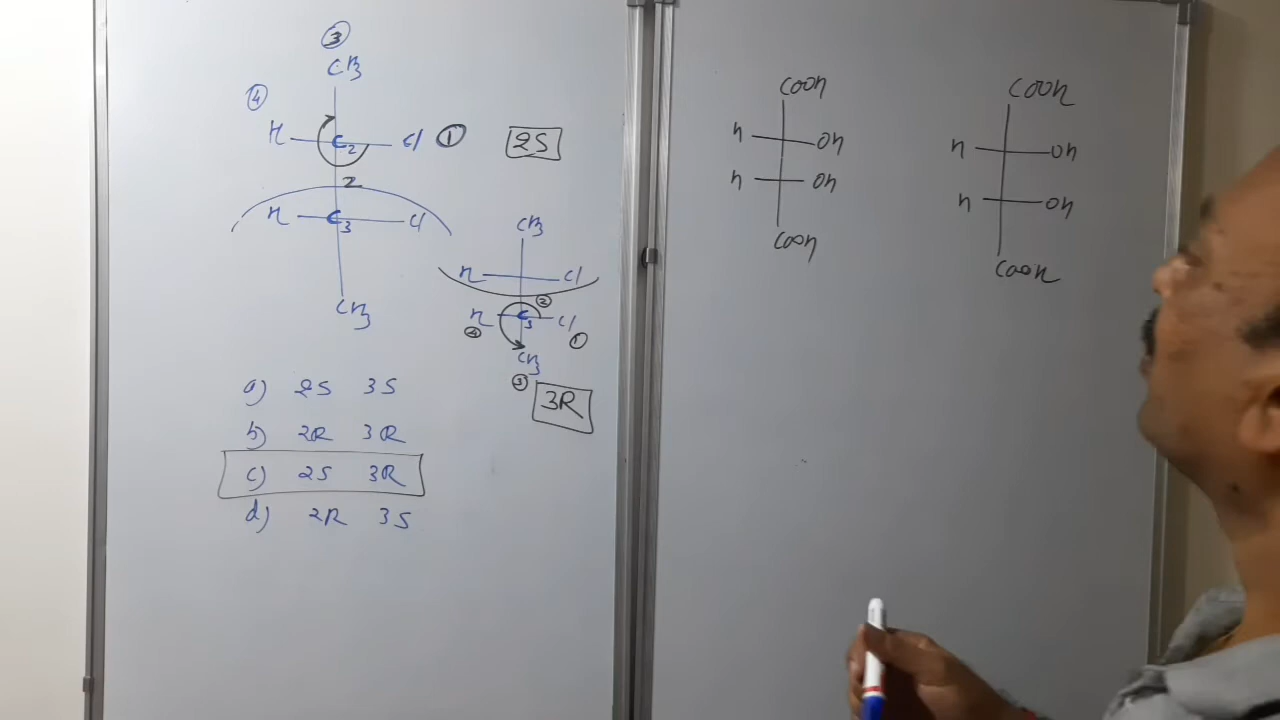 ③
CH3
④
H C2 Cl ①
2S
2
H C3 Cl
CH3
CH3
H Cl
②
H C3 Cl
④ ①
CH3
③
3R
a) 2S 3S
b) 2R 3R
c) 2S 3R
d) 2R 3S
COOH
H OH
H OH
COOH
COOH
H OH
H OH
COOH